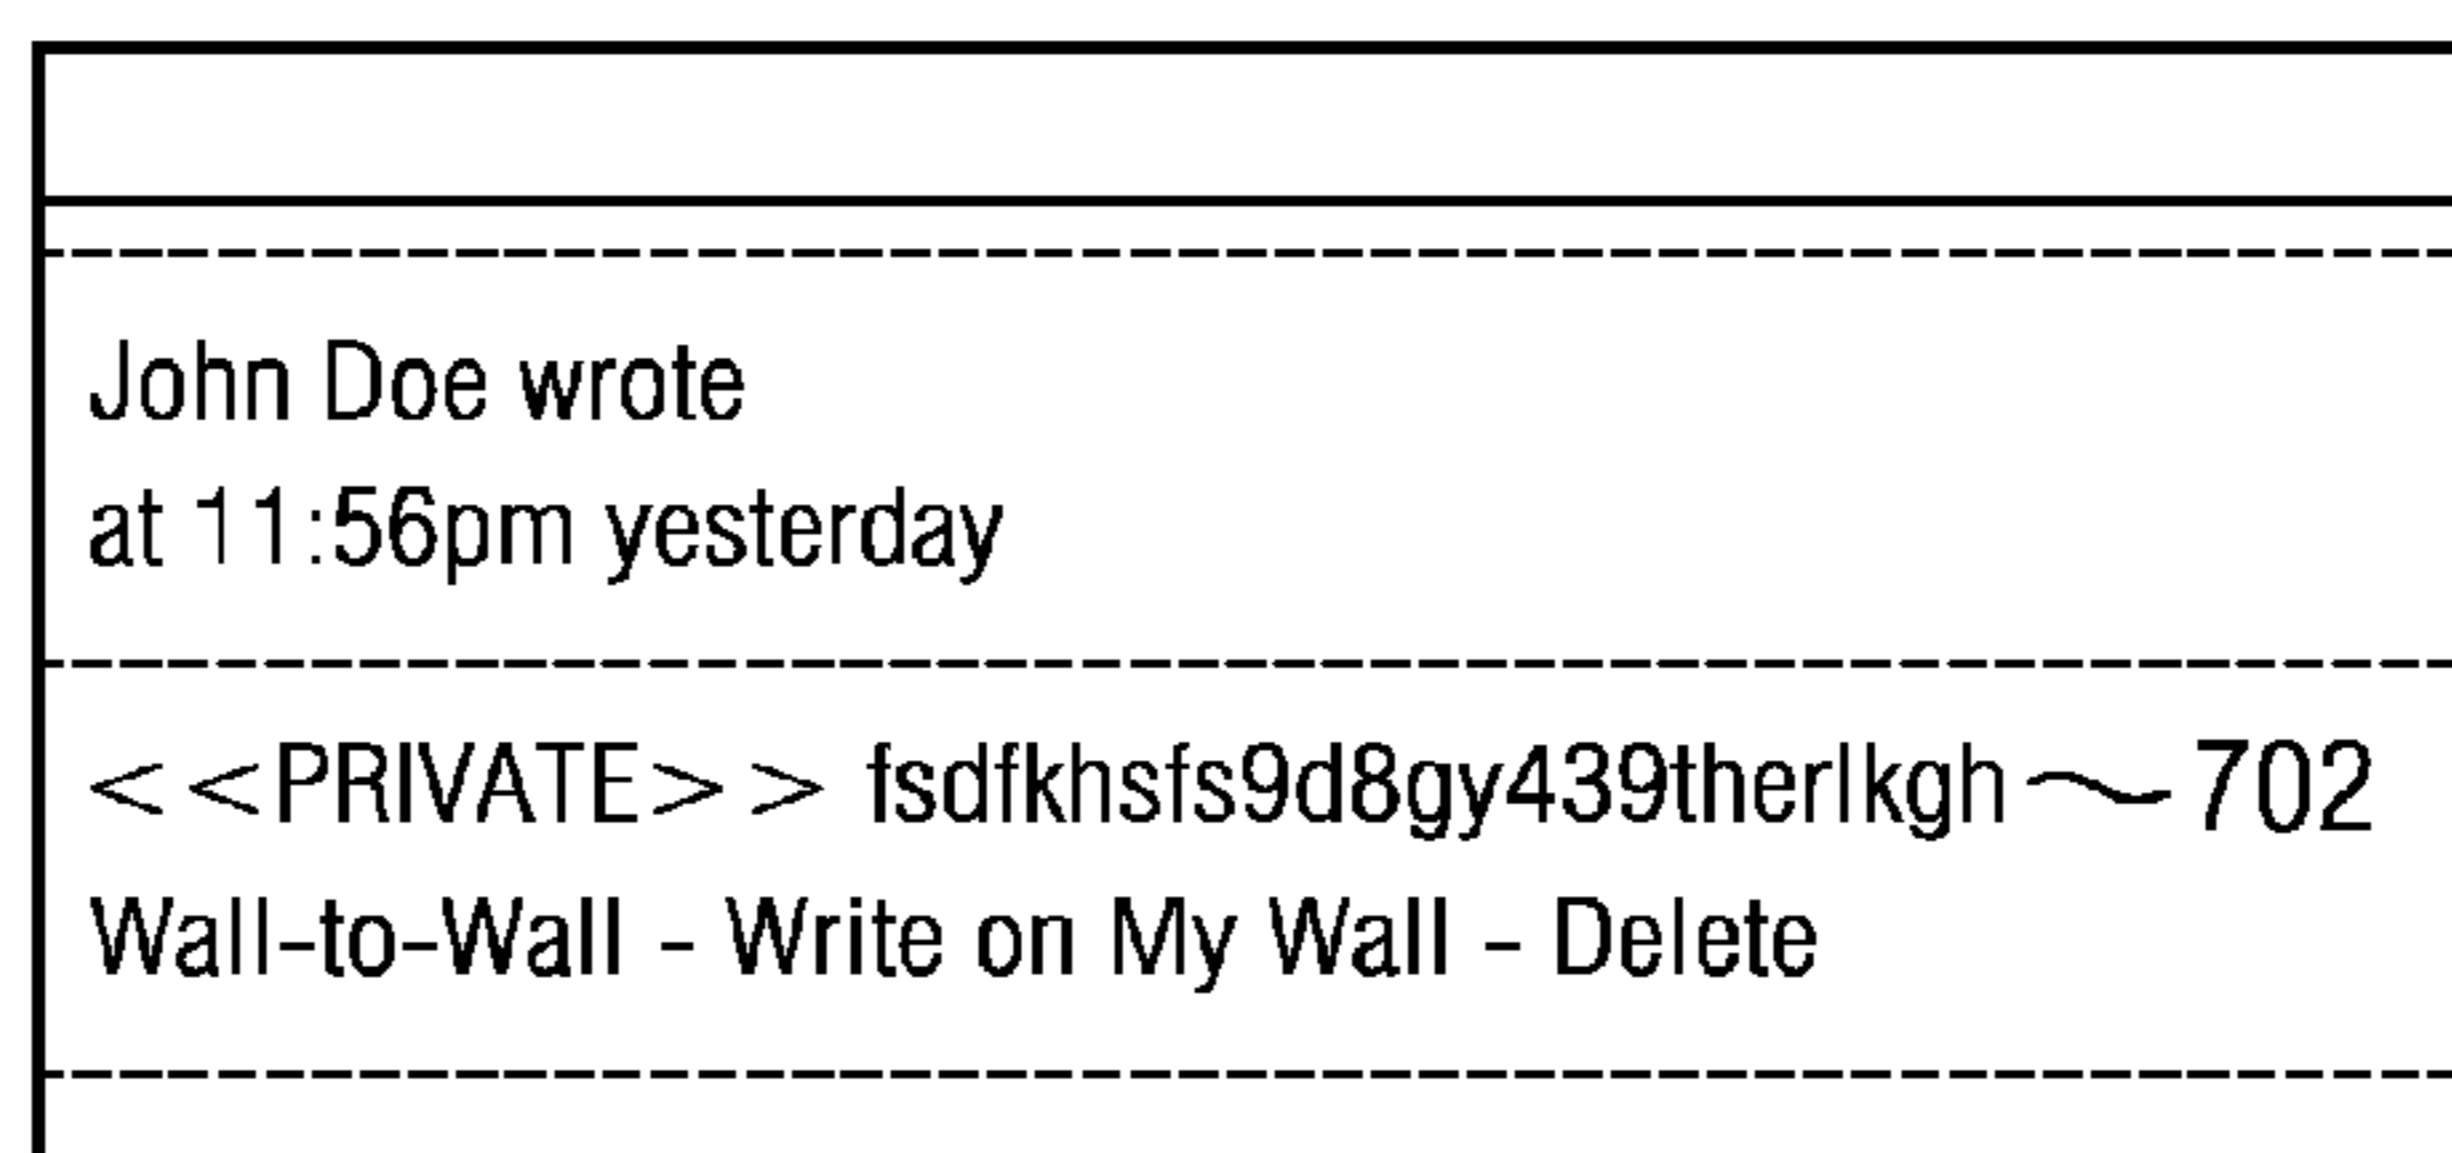 John Doe wrote
at 11:56pm yesterday
<<PRIVATE>> fsdfkhsfs9d8gy439therlkgh 702
Wall-to-Wall - Write on My Wall - Delete